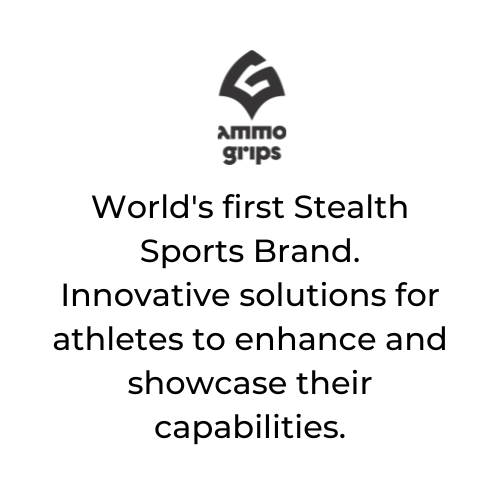 ammo
grips
World's first Stealth
Sports Brand.
Innovative solutions for
athletes to enhance and
showcase their
capabilities.